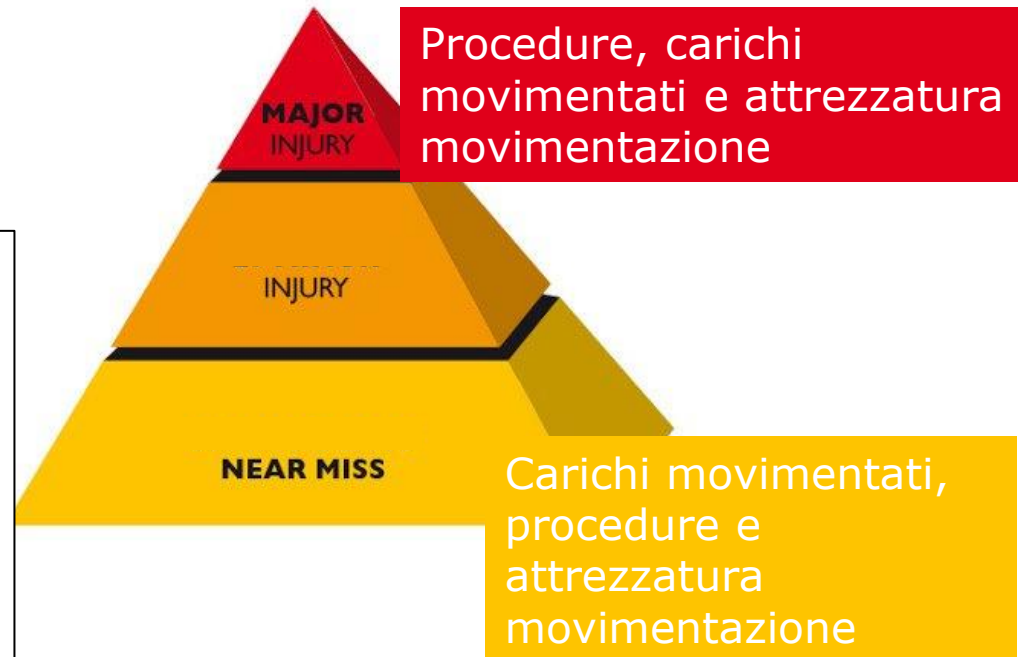 Procedure, carichi
movimentati e attrezzatura
movimentazione
MAJOR
INJURY
INJURY
NEAR MISS
Carichi movimentati,
procedure e
attrezzatura
movimentazione